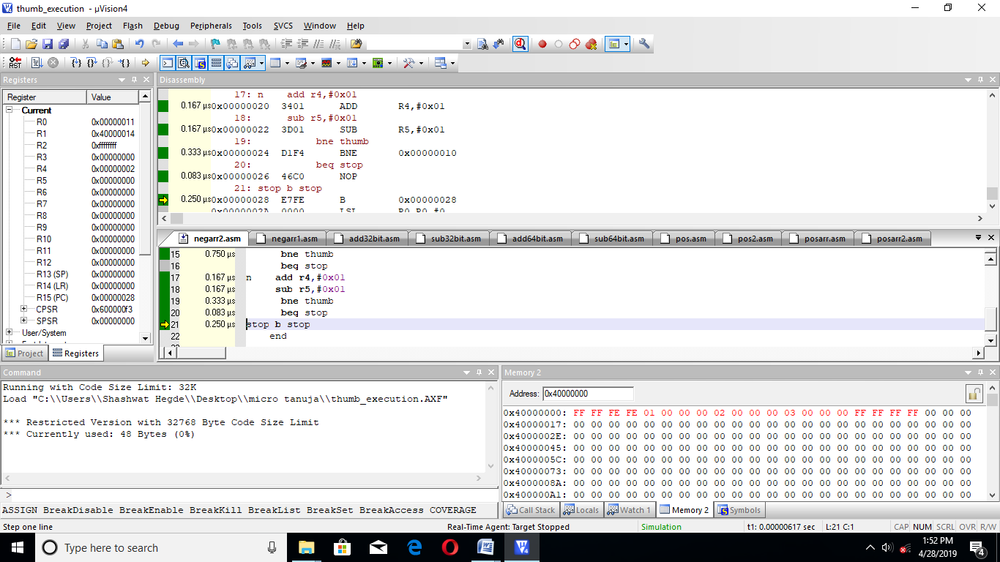 thumb_execution - µVision4
File Edit View Project Flash Debug Peripherals Tools SVCS Window Help
RST
Registers
Register Value
Current
R0 0x00000011
R1 0x40000014
R2 0xffffffff
R3 0x00000000
R4 0x00000002
R5 0x00000000
R6 0x00000000
R7 0x00000000
R8 0x00000000
R9 0x00000000
R10 0x00000000
R11 0x00000000
R12 0x00000000
R13 (SP) 0x00000000
R14 (LR) 0x00000000
R15 (PC) 0x00000028
CPSR 0x600000f3
SPSR 0x00000000
User/System
Project Registers
Disassembly
17: n add r4,#0x01
0.167 µs 0x00000020 3401 ADD R4,#0x01
18: sub r5,#0x01
0.167 µs 0x00000022 3D01 SUB R5,#0x01
19: bne thumb
0.333 µs 0x00000024 D1F4 BNE 0x00000010
20: beq stop
0.083 µs 0x00000026 46C0 NOP
21: stop b stop
0.250 µs 0x00000028 E7FE B 0x00000028
0x0000002A 0000 LSL R0,R0,#0
negarr2.asm negarr1.asm add32bit.asm sub32bit.asm add64bit.asm sub64bit.asm pos.asm pos2.asm posarr.asm posarr2.asm
15 0.750 µs bne thumb
16 beq stop
17 0.167 µs n add r4,#0x01
18 0.167 µs sub r5,#0x01
19 0.333 µs bne thumb
20 0.083 µs beq stop
21 0.250 µs stop b stop
22 end
Command
Running with Code Size Limit: 32K
Load "C:\\Users\\Shashwat Hegde\\Desktop\\micro tanuja\\thumb_execution.AXF"
*** Restricted Version with 32768 Byte Code Size Limit
*** Currently used: 48 Bytes (0%)
>
ASSIGN BreakDisable BreakEnable BreakKill BreakList BreakSet BreakAccess COVERAGE
Memory 2
Address: 0x40000000
0x40000000: FF FF FE FE 01 00 00 00 02 00 00 00 03 00 00 00 FF FF FF FF 00 00 00
0x40000017: 00 00 00 00 00 00 00 00 00 00 00 00 00 00 00 00 00 00 00 00 00 00 00
0x4000002E: 00 00 00 00 00 00 00 00 00 00 00 00 00 00 00 00 00 00 00 00 00 00 00
0x40000045: 00 00 00 00 00 00 00 00 00 00 00 00 00 00 00 00 00 00 00 00 00 00 00
0x4000005C: 00 00 00 00 00 00 00 00 00 00 00 00 00 00 00 00 00 00 00 00 00 00 00
0x40000073: 00 00 00 00 00 00 00 00 00 00 00 00 00 00 00 00 00 00 00 00 00 00 00
0x4000008A: 00 00 00 00 00 00 00 00 00 00 00 00 00 00 00 00 00 00 00 00 00 00 00
0x400000A1: 00 00 00 00 00 00 00 00 00 00 00 00 00 00 00 00 00 00 00 00 00 00 00
Call Stack Locals Watch 1 Memory 2 Symbols
Step one line Real-Time Agent: Target Stopped Simulation t1: 0.00000617 sec L:21 C:1 CAP NUM SCRL OVR R/W
Type here to search
1:52 PM
4/28/2019
4